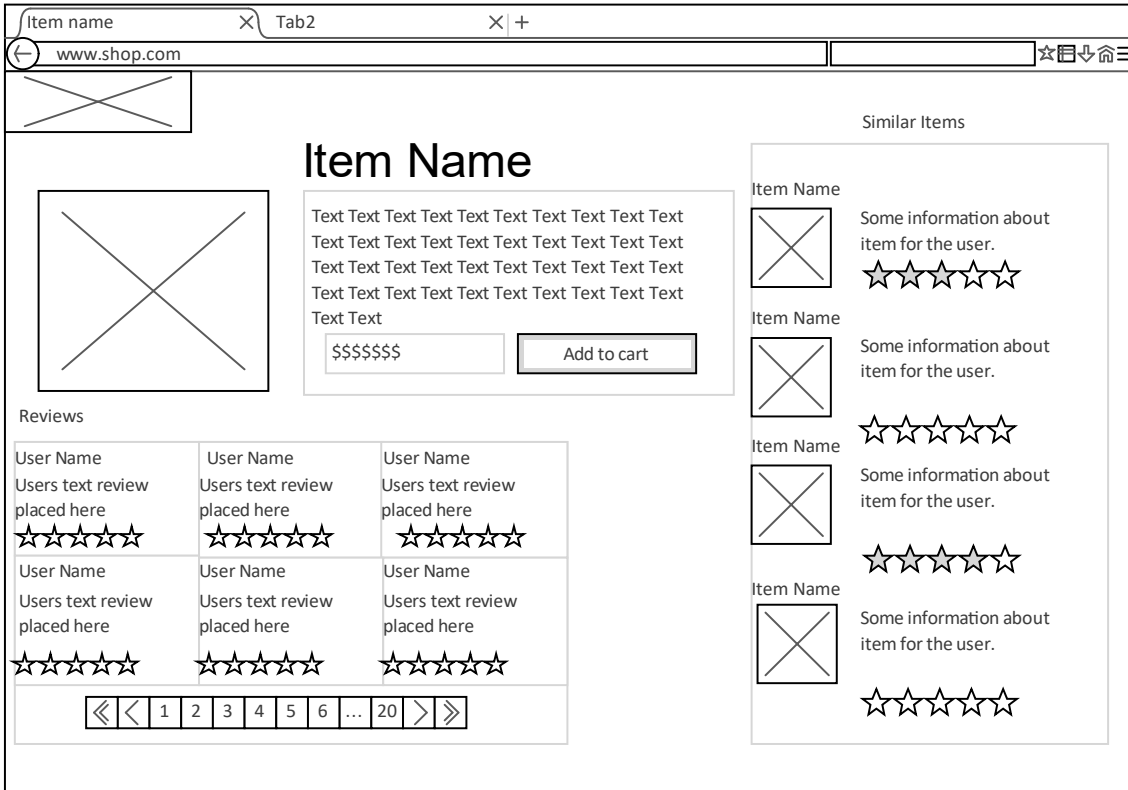 Item name
Tab2
www.shop.com
Item Name
Text Text Text Text Text Text Text Text Text Text
Text Text Text Text Text Text Text Text Text Text
Text Text Text Text Text Text Text Text Text Text
Text Text Text Text Text Text Text Text Text Text
Text Text
$$$$$$$
Add to cart
Similar Items
Item Name
Some information about
item for the user.
Item Name
Some information about
item for the user.
Item Name
Some information about
item for the user.
Item Name
Some information about
item for the user.
Reviews
User Name
Users text review
placed here
User Name
Users text review
placed here
User Name
Users text review
placed here
User Name
Users text review
placed here
User Name
Users text review
placed here
User Name
Users text review
placed here
1 2 3 4 5 6 ... 20